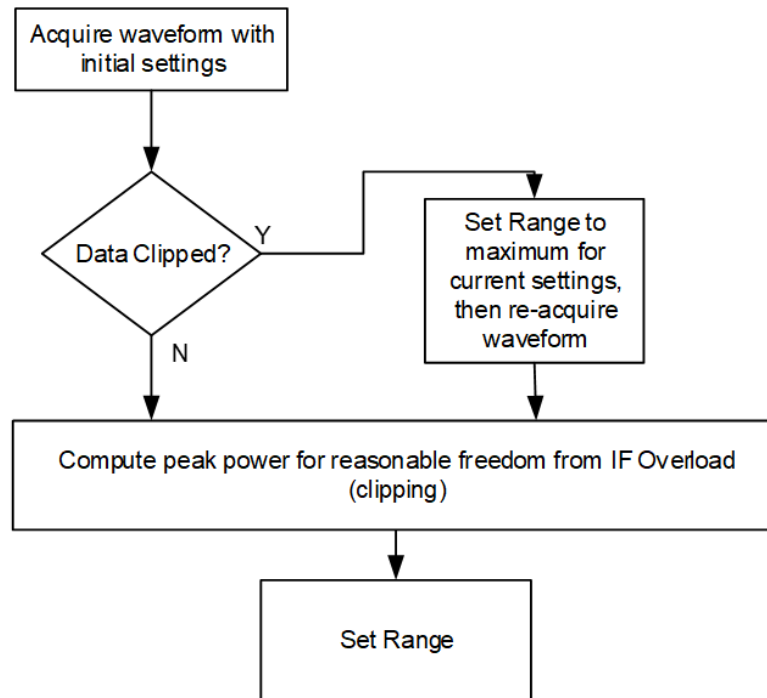 Acquire waveform with
initial settings
Data Clipped?
Y
Set Range to
maximum for
current settings,
then re-acquire
waveform
N
Compute peak power for reasonable freedom from IF Overload
(clipping)
Set Range